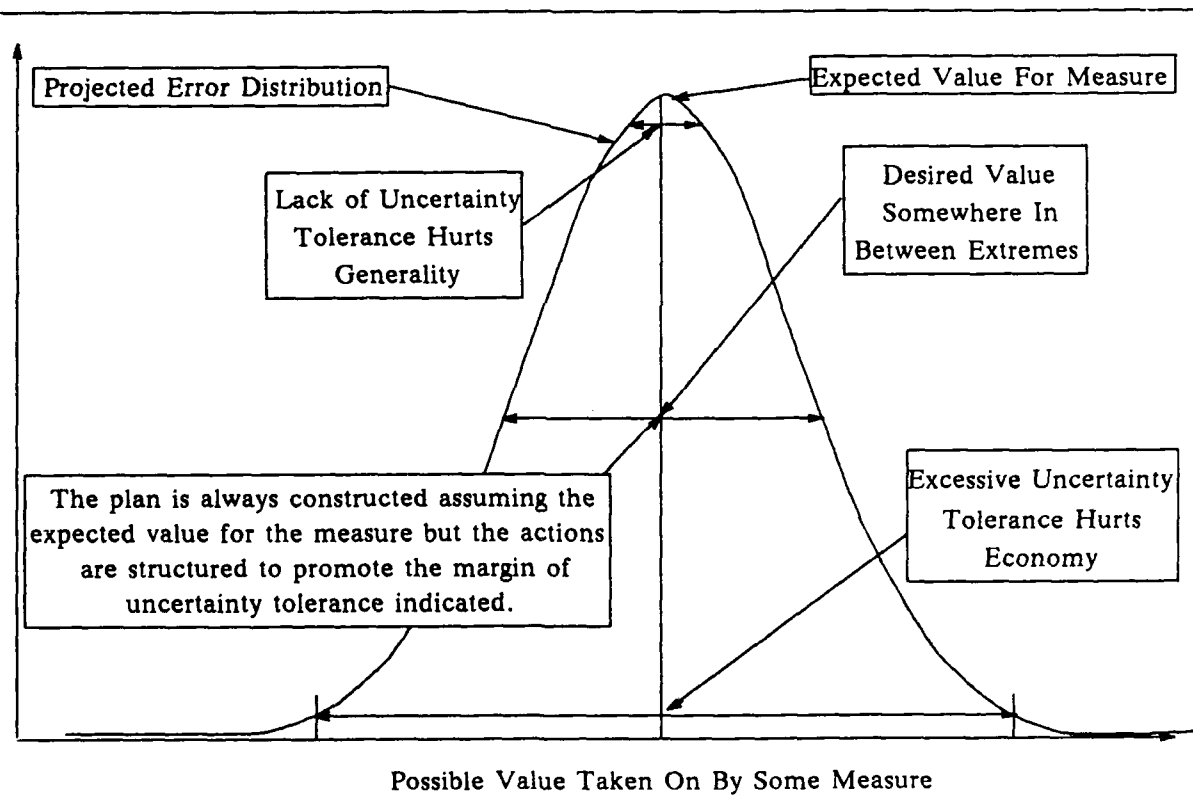 Projected Error Distribution
Expected Value For Measure
Lack of Uncertainty
Tolerance Hurts
Generality
Desired Value
Somewhere In
Between Extremes
The plan is always constructed assuming the
expected value for the measure but the actions
are structured to promote the margin of
uncertainty tolerance indicated.
Excessive Uncertainty
Tolerance Hurts
Economy
Possible Value Taken On By Some Measure